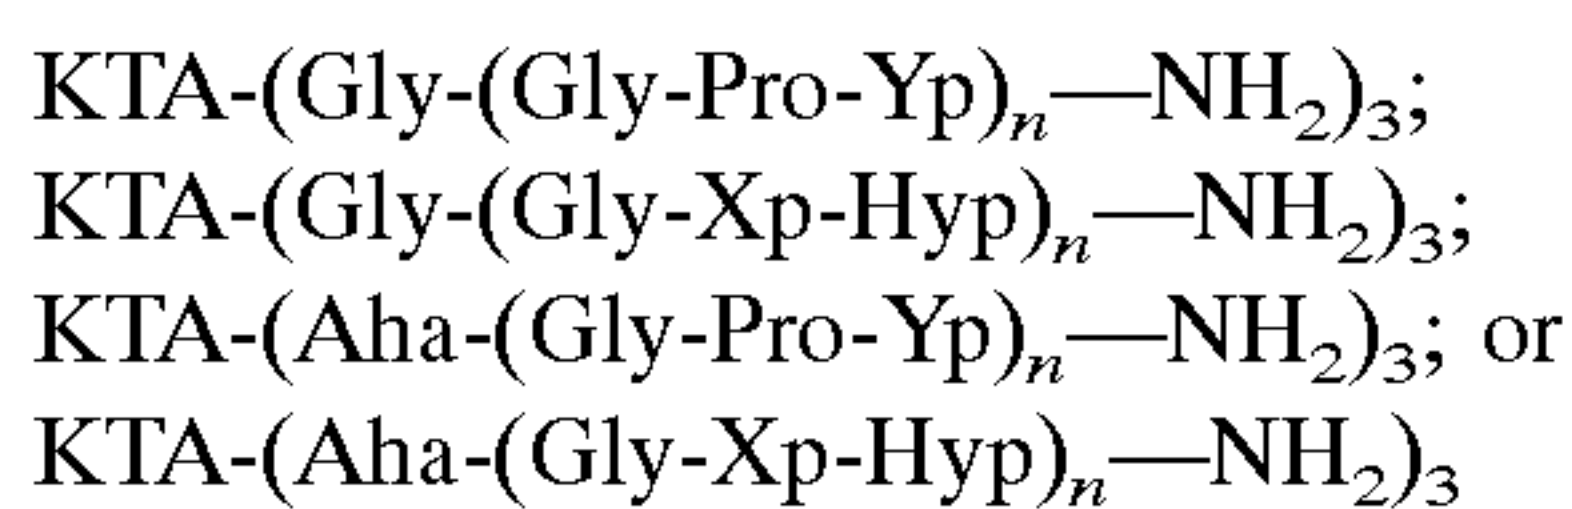 KTA-(Gly-(Gly-Pro-Yp)ₙ—NH₂)₃;
KTA-(Gly-(Gly-Xp-Hyp)ₙ—NH₂)₃;
KTA-(Aha-(Gly-Pro-Yp)ₙ—NH₂)₃; or
KTA-(Aha-(Gly-Xp-Hyp)ₙ—NH₂)₃